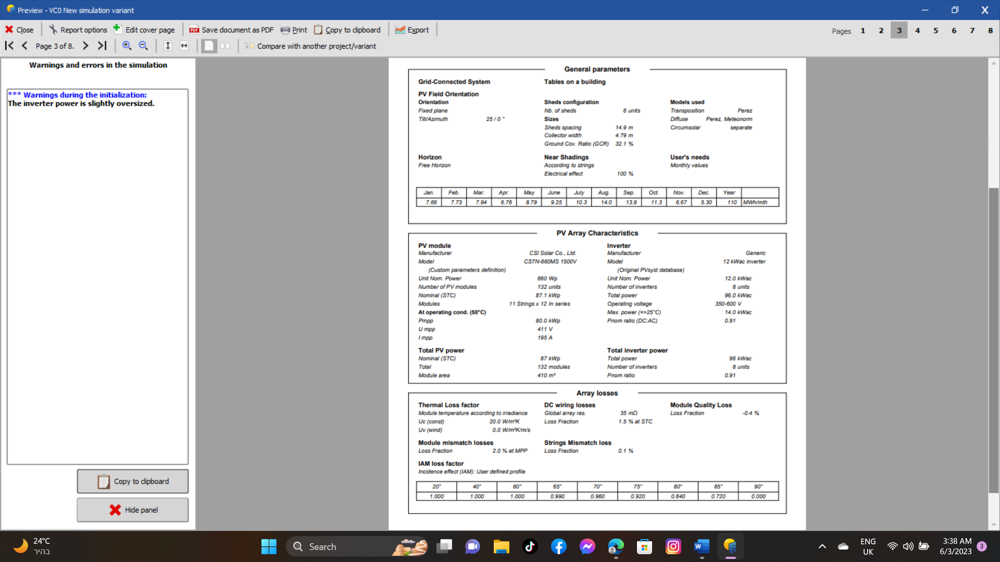 Preview - VC0 New simulation variant
Close Report options Edit cover page Save document as PDF Print Copy to clipboard Export Pages 1 2 3 4 5 6 7 8
Page 3 of 8. Compare with another project/variant
Warnings and errors in the simulation
*** Warnings during the initialization:
The inverter power is slightly oversized.
Copy to clipboard
Hide panel
General parameters
Grid-Connected System Tables on a building
PV Field Orientation
Orientation Sheds configuration Models used
Fixed plane Nb. of sheds 6 units Transposition Perez
Tilt/Azimuth 25 / 0 ° Sizes Diffuse Perez, Meteonorm
Sheds spacing 14.9 m Circumsolar separate
Collector width 4.79 m
Ground Cov. Ratio (GCR) 32.1 %
Horizon Near Shadings User's needs
Free Horizon According to strings Monthly values
Electrical effect 100 %
Jan. Feb. Mar. Apr. May June July Aug. Sep. Oct. Nov. Dec. Year
7.66 7.73 7.94 6.76 8.79 9.25 10.3 14.0 13.9 11.3 6.67 5.30 110 MWh/mth
PV Array Characteristics
PV module Inverter
Manufacturer CSI Solar Co., Ltd. Manufacturer Generic
Model CS7N-660MS 1500V Model 12 kWac inverter
(Custom parameters definition) (Original PVsyst database)
Unit Nom. Power 660 Wp Unit Nom. Power 12.0 kWac
Number of PV modules 132 units Number of inverters 8 units
Nominal (STC) 87.1 kWp Total power 96.0 kWac
Modules 11 Strings x 12 In series Operating voltage 350-600 V
At operating cond. (50°C) Max. power (=>25°C) 14.0 kWac
Pmpp 80.0 kWp Pnom ratio (DC:AC) 0.91
U mpp 411 V
I mpp 195 A
Total PV power Total inverter power
Nominal (STC) 87 kWp Total power 96 kWac
Total 132 modules Number of inverters 8 units
Module area 410 m² Pnom ratio 0.91
Array losses
Thermal Loss factor DC wiring losses Module Quality Loss
Module temperature according to irradiance Global array res. 35 mΩ Loss Fraction -0.4 %
Uc (const) 20.0 W/m²K Loss Fraction 1.5 % at STC
Uv (wind) 0.0 W/m²K/m/s
Module mismatch losses Strings Mismatch loss
Loss Fraction 2.0 % at MPP Loss Fraction 0.1 %
IAM loss factor
Incidence effect (IAM): User defined profile
20° 40° 60° 65° 70° 75° 80° 85° 90°
1.000 1.000 1.000 0.990 0.960 0.920 0.840 0.720 0.000
24°C
בהיר
Search
ENG
UK
3:38 AM
6/3/2023
3